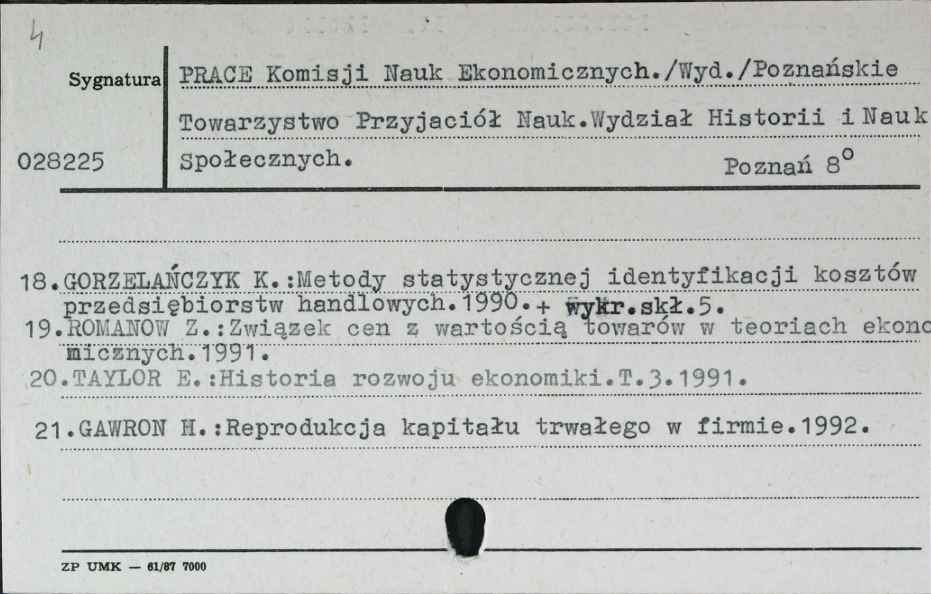 4
Sygnatura
PRACE Komisji Nauk Ekonomicznych./Wyd./Poznańskie
Towarzystwo Przyjaciół Nauk.Wydział Historii i Nauk
028225
Społecznych. Poznań 8°
18.GORZELAŃCZYK K.:Metody statystycznej identyfikacji kosztów
przedsiębiorstw handlowych.1990.+ wykr.skł.5.
19.ROMANOW Z.:Związek cen z wartością towarów w teoriach ekono
micznych.1991.
20.TAYLOR E.:Historia rozwoju ekonomiki.T.3.1991.
21.GAWRON H.:Reprodukcja kapitału trwałego w firmie.1992.
ZP UMK — 61/87 7000